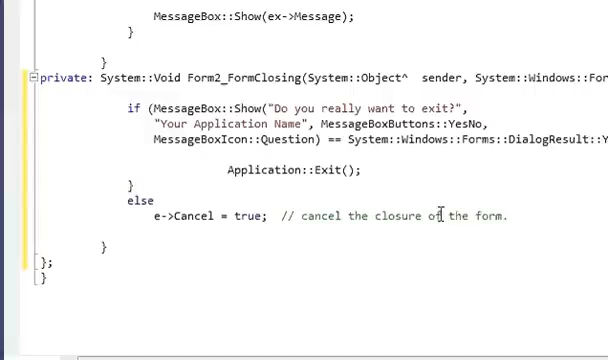 MessageBox::Show(ex->Message);
}
}
private: System::Void Form2_FormClosing(System::Object^ sender, System::Windows::For
if (MessageBox::Show("Do you really want to exit?",
"Your Application Name", MessageBoxButtons::YesNo,
MessageBoxIcon::Question) == System::Windows::Forms::DialogResult::Y
Application::Exit();
}
else
e->Cancel = true; // cancel the closure of the form.
}
};
}